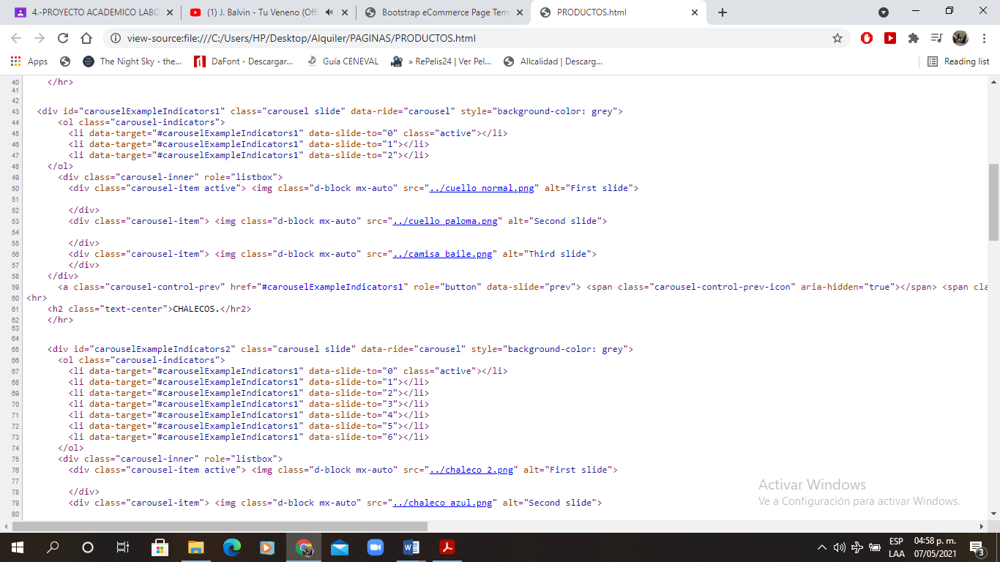 4.-PROYECTO ACADEMICO LABO
(1) J. Balvin - Tu Veneno (Offi
Bootstrap eCommerce Page Tem
PRODUCTOS.html
view-source:file:///C:/Users/HP/Desktop/Alquiler/PAGINAS/PRODUCTOS.html
Apps
The Night Sky - the...
DaFont - Descargar...
Guía CENEVAL
» RePelis24 | Ver Pel...
Allcalidad | Descarg...
Reading list
40 </hr>
41
42
43 <div id="carouselExampleIndicators1" class="carousel slide" data-ride="carousel" style="background-color: grey">
44 <ol class="carousel-indicators">
45 <li data-target="#carouselExampleIndicators1" data-slide-to="0" class="active"></li>
46 <li data-target="#carouselExampleIndicators1" data-slide-to="1"></li>
47 <li data-target="#carouselExampleIndicators1" data-slide-to="2"></li>
48 </ol>
49 <div class="carousel-inner" role="listbox">
50 <div class="carousel-item active"> <img class="d-block mx-auto" src="../cuello normal.png" alt="First slide">
51
52 </div>
53 <div class="carousel-item"> <img class="d-block mx-auto" src="../cuello paloma.png" alt="Second slide">
54
55 </div>
56 <div class="carousel-item"> <img class="d-block mx-auto" src="../camisa baile.png" alt="Third slide">
57 </div>
58 </div>
59 <a class="carousel-control-prev" href="#carouselExampleIndicators1" role="button" data-slide="prev"> <span class="carousel-control-prev-icon" aria-hidden="true"></span> <span cla
60 <hr>
61 <h2 class="text-center">CHALECOS.</hr2>
62 </hr>
63
64
65 <div id="carouselExampleIndicators2" class="carousel slide" data-ride="carousel" style="background-color: grey">
66 <ol class="carousel-indicators">
67 <li data-target="#carouselExampleIndicators1" data-slide-to="0" class="active"></li>
68 <li data-target="#carouselExampleIndicators1" data-slide-to="1"></li>
69 <li data-target="#carouselExampleIndicators1" data-slide-to="2"></li>
70 <li data-target="#carouselExampleIndicators1" data-slide-to="3"></li>
71 <li data-target="#carouselExampleIndicators1" data-slide-to="4"></li>
72 <li data-target="#carouselExampleIndicators1" data-slide-to="5"></li>
73 <li data-target="#carouselExampleIndicators1" data-slide-to="6"></li>
74 </ol>
75 <div class="carousel-inner" role="listbox">
76 <div class="carousel-item active"> <img class="d-block mx-auto" src="../chaleco 2.png" alt="First slide">
77
78 </div>
79 <div class="carousel-item"> <img class="d-block mx-auto" src="../chaleco azul.png" alt="Second slide">
80
Activar Windows
Ve a Configuración para activar Windows.
ESP
LAA
04:58 p. m.
07/05/2021
3